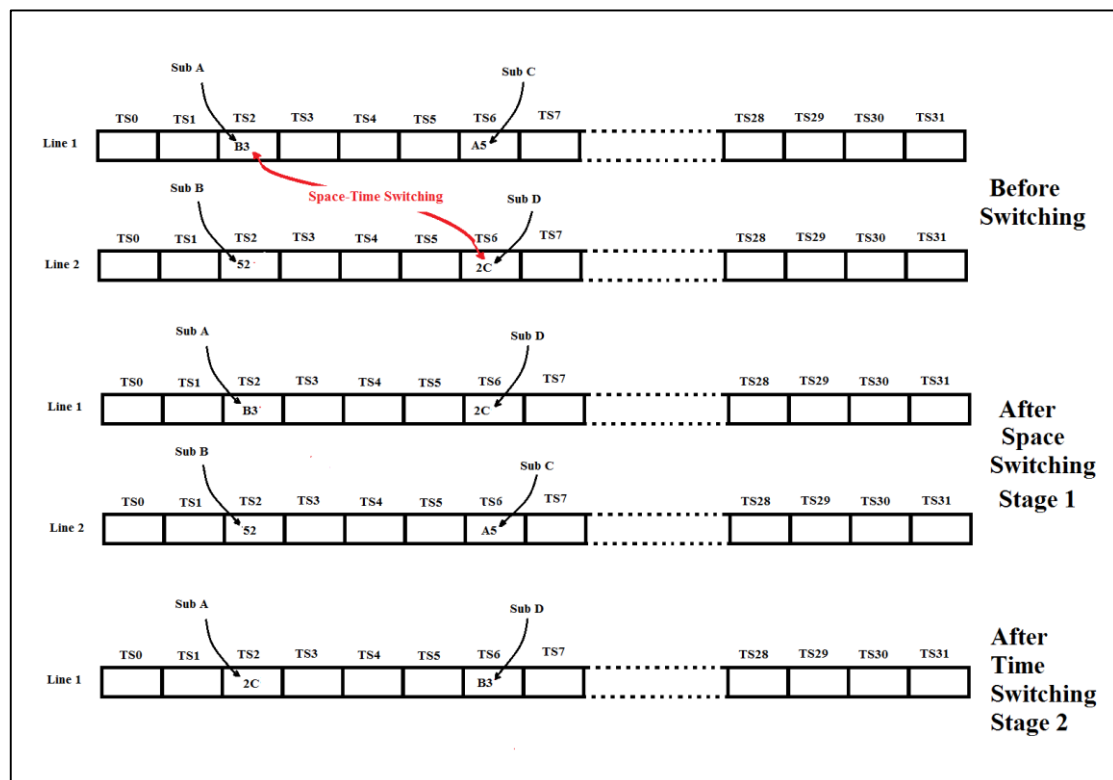 Sub A Sub C
TS0 TS1 TS2 TS3 TS4 TS5 TS6 TS7 TS28 TS29 TS30 TS31
Line 1 B3 A5
Space-Time Switching
Sub B Sub D
Before
Switching
TS0 TS1 TS2 TS3 TS4 TS5 TS6 TS7 TS28 TS29 TS30 TS31
Line 2 52 2C
Sub A Sub D
TS0 TS1 TS2 TS3 TS4 TS5 TS6 TS7 TS28 TS29 TS30 TS31
Line 1 B3 2C
After
Space
Switching
Stage 1
Sub B Sub C
TS0 TS1 TS2 TS3 TS4 TS5 TS6 TS7 TS28 TS29 TS30 TS31
Line 2 52 A5
Sub A Sub D
TS0 TS1 TS2 TS3 TS4 TS5 TS6 TS7 TS28 TS29 TS30 TS31
Line 1 2C B3
After
Time
Switching
Stage 2